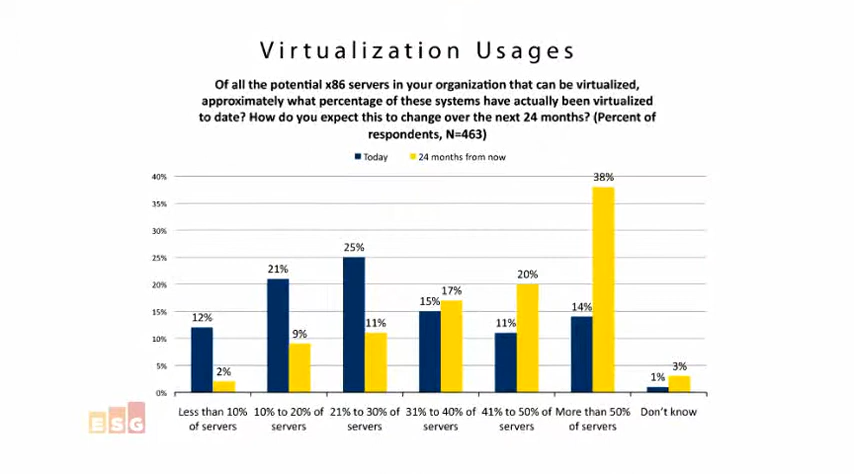 Virtualization Usages
Of all the potential x86 servers in your organization that can be virtualized,
approximately what percentage of these systems have actually been virtualized
to date? How do you expect this to change over the next 24 months? (Percent of
respondents, N=463)
Today 24 months from now
40%
35%
30%
25%
20%
15%
10%
5%
0%
12% 2%
21% 9%
25% 11%
15% 17%
11% 20%
14% 38%
1% 3%
Less than 10%
of servers
10% to 20% of
servers
21% to 30% of
servers
31% to 40% of
servers
41% to 50% of
servers
More than 50%
of servers
Don't know
ESG